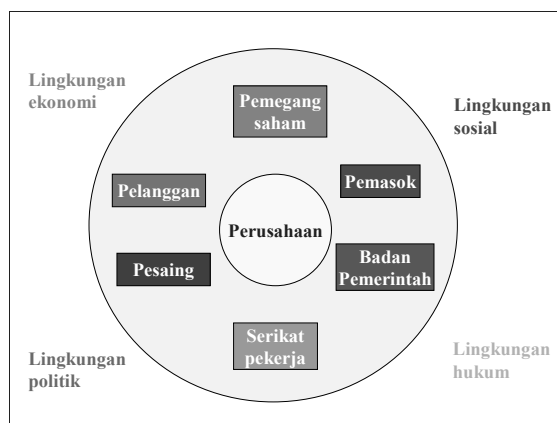 Lingkungan
ekonomi
Pemegang
saham
Lingkungan
sosial
Pelanggan
Pemasok
Perusahaan
Pesaing
Badan
Pemerintah
Serikat
pekerja
Lingkungan
politik
Lingkungan
hukum